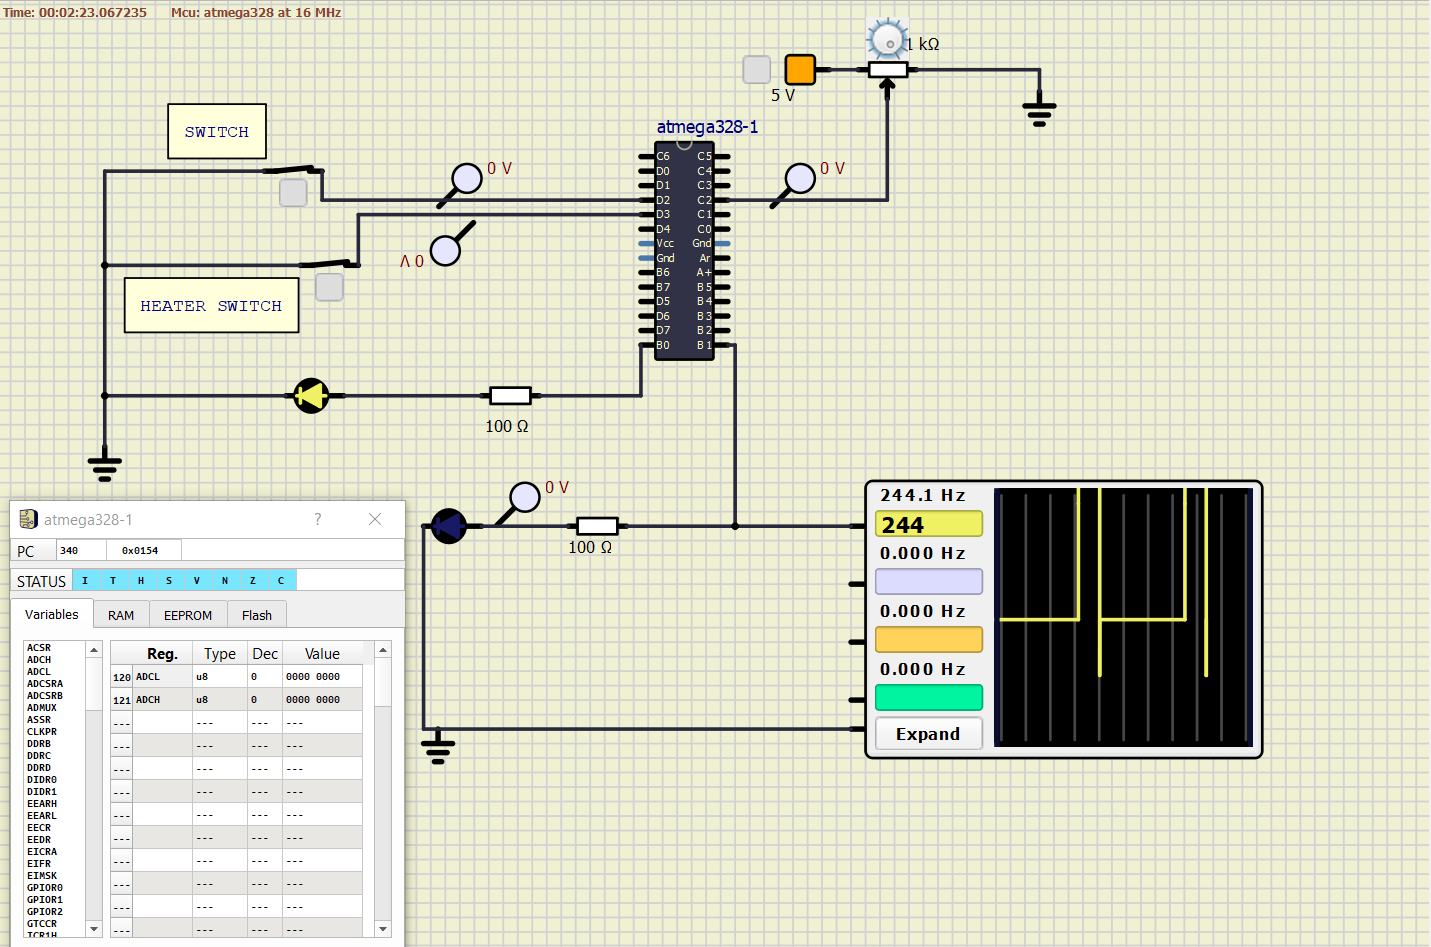 Time: 00:02:23.067235 Mcu: atmega328 at 16 MHz
1 kΩ
5 V
SWITCH
atmega328-1
0 V
0 V
C6 C5
D0 C4
D1 C3
D2 C2
D3 C1
D4 C0
Vcc Gnd
Gnd Ar
B6 A+
B7 B5
D5 B4
D6 B3
D7 B2
B0 B1
0 V
HEATER SWITCH
100 Ω
0 V
100 Ω
244.1 Hz
244
0.000 Hz
0.000 Hz
0.000 Hz
Expand
atmega328-1 ?
PC 340 0x0154
STATUS I T H S V N Z C
Variables RAM EEPROM Flash
ACSR
ADCH
ADCL
ADCSRA
ADCSRB
ADMUX
ASSR
CLKPR
DDRB
DDRC
DDRD
DIDR0
DIDR1
EEARH
EEARL
EECR
EEDR
EICRA
EIFR
EIMSK
GPIOR0
GPIOR1
GPIOR2
GTCCR
ICR1H
Reg. Type Dec Value
120 ADCL u8 0 0000 0000
121 ADCH u8 0 0000 0000
--- --- --- ---
--- --- --- ---
--- --- --- ---
--- --- --- ---
--- --- --- ---
--- --- --- ---
--- --- --- ---
--- --- --- ---
--- --- --- ---
--- --- --- ---